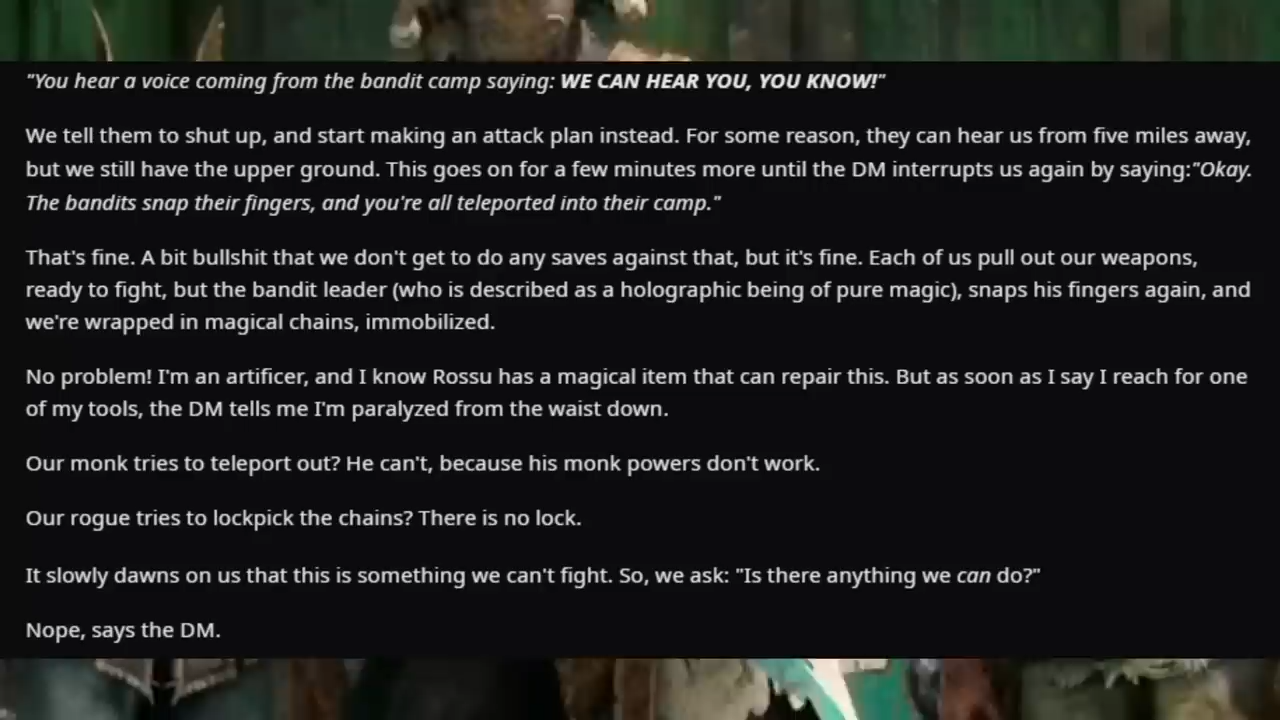 "You hear a voice coming from the bandit camp saying: WE CAN HEAR YOU, YOU KNOW!"
We tell them to shut up, and start making an attack plan instead. For some reason, they can hear us from five miles away,
but we still have the upper ground. This goes on for a few minutes more until the DM interrupts us again by saying:"Okay.
The bandits snap their fingers, and you're all teleported into their camp."
That's fine. A bit bullshit that we don't get to do any saves against that, but it's fine. Each of us pull out our weapons,
ready to fight, but the bandit leader (who is described as a holographic being of pure magic), snaps his fingers again, and
we're wrapped in magical chains, immobilized.
No problem! I'm an artificer, and I know Rossu has a magical item that can repair this. But as soon as I say I reach for one
of my tools, the DM tells me I'm paralyzed from the waist down.
Our monk tries to teleport out? He can't, because his monk powers don't work.
Our rogue tries to lockpick the chains? There is no lock.
It slowly dawns on us that this is something we can't fight. So, we ask: "Is there anything we can do?"
Nope, says the DM.